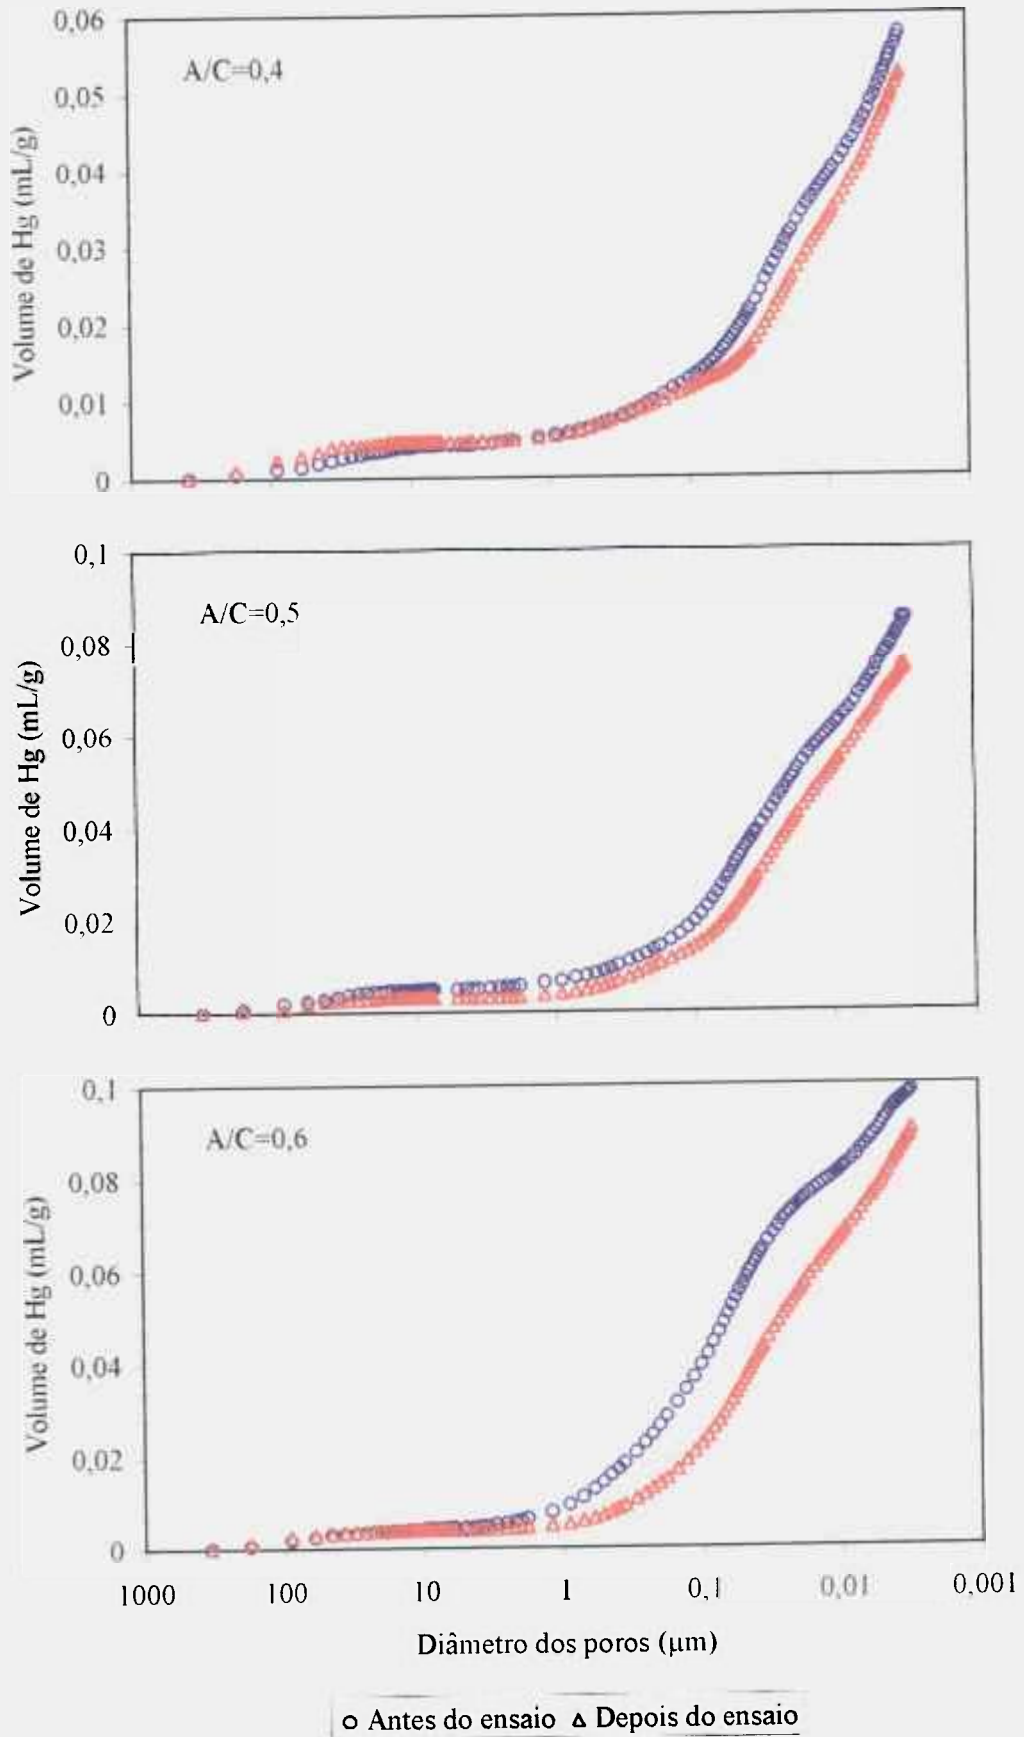 0,06
A/C=0,4
0,05
0,04
0,03
0,02
0,01
0
Volume de Hg (mL/g)
0,1
A/C=0,5
0,08
0,06
0,04
0,02
0
Volume de Hg (mL/g)
0,1
A/C=0,6
0,08
0,06
0,04
0,02
0
Volume de Hg (mL/g)
1000 100 10 1 0,1 0,01 0,001
Diâmetro dos poros (μm)
Antes do ensaio Depois do ensaio